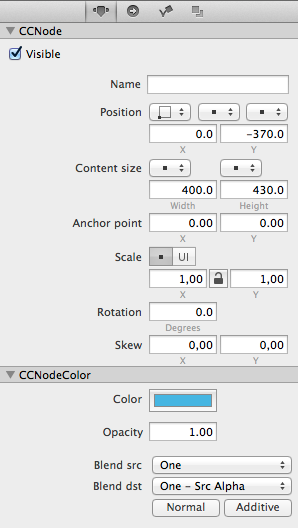 CCNode
Visible
Name
Position
0.0 -370.0
X Y
Content size
400.0 430.0
Width Height
Anchor point 0.00 0.00
X Y
Scale UI
1,00 1,00
X Y
Rotation 0.0
Degrees
Skew 0,00 0,00
X Y
CCNodeColor
Color
Opacity 1.00
Blend src One
Blend dst One - Src Alpha
Normal Additive